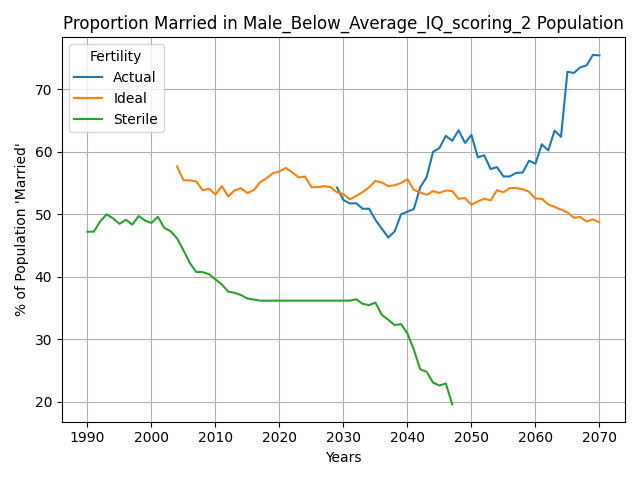 Proportion Married in Male_Below_Average_IQ_scoring_2 Population
Fertility
Actual
Ideal
Sterile
% of Population 'Married'
70
60
50
40
30
20
1990 2000 2010 2020 2030 2040 2050 2060 2070
Years